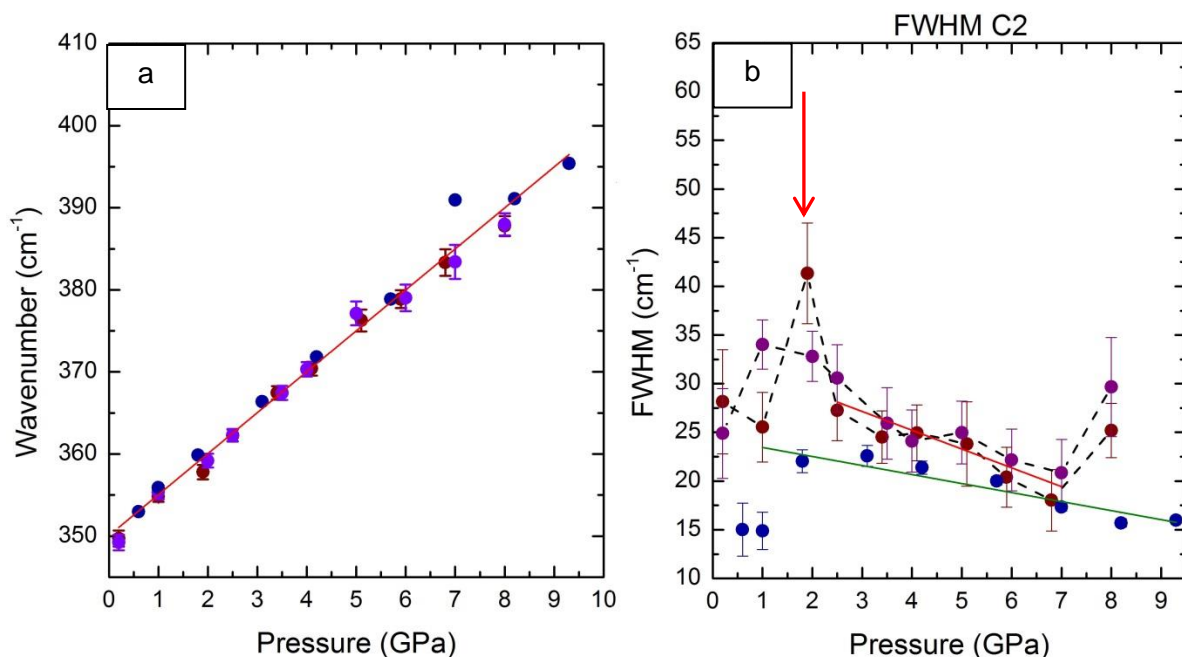 a
410
400
390
380
370
360
350
0 1 2 3 4 5 6 7 8 9 10
Pressure (GPa)
Wavenumber (cm-1)
FWHM C2
b
65
60
55
50
45
40
35
30
25
20
15
10
0 1 2 3 4 5 6 7 8 9
Pressure (GPa)
FWHM (cm-1)